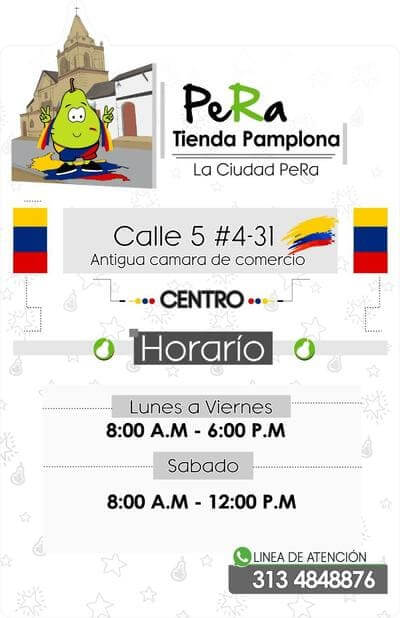 PeRa
Tienda Pamplona
La Ciudad PeRa
Calle 5 #4-31
Antigua camara de comercio
CENTRO
Horarío
Lunes a Viernes
8:00 A.M - 6:00 P.M
Sabado
8:00 A.M - 12:00 P.M
LINEA DE ATENCIÓN
313 4848876